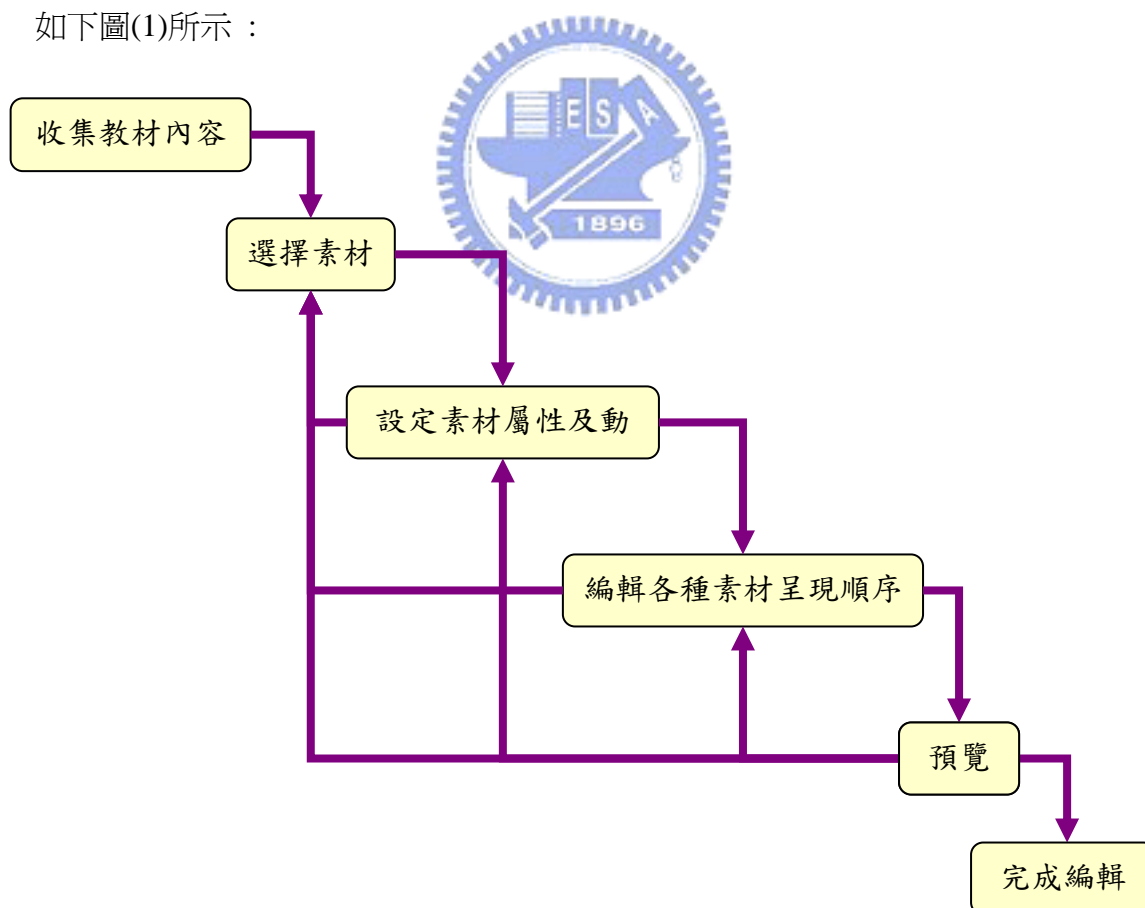 如下圖(1)所示：
收集教材內容
ESA
1896
選擇素材
設定素材屬性及動
編輯各種素材呈現順序
預覽
完成編輯